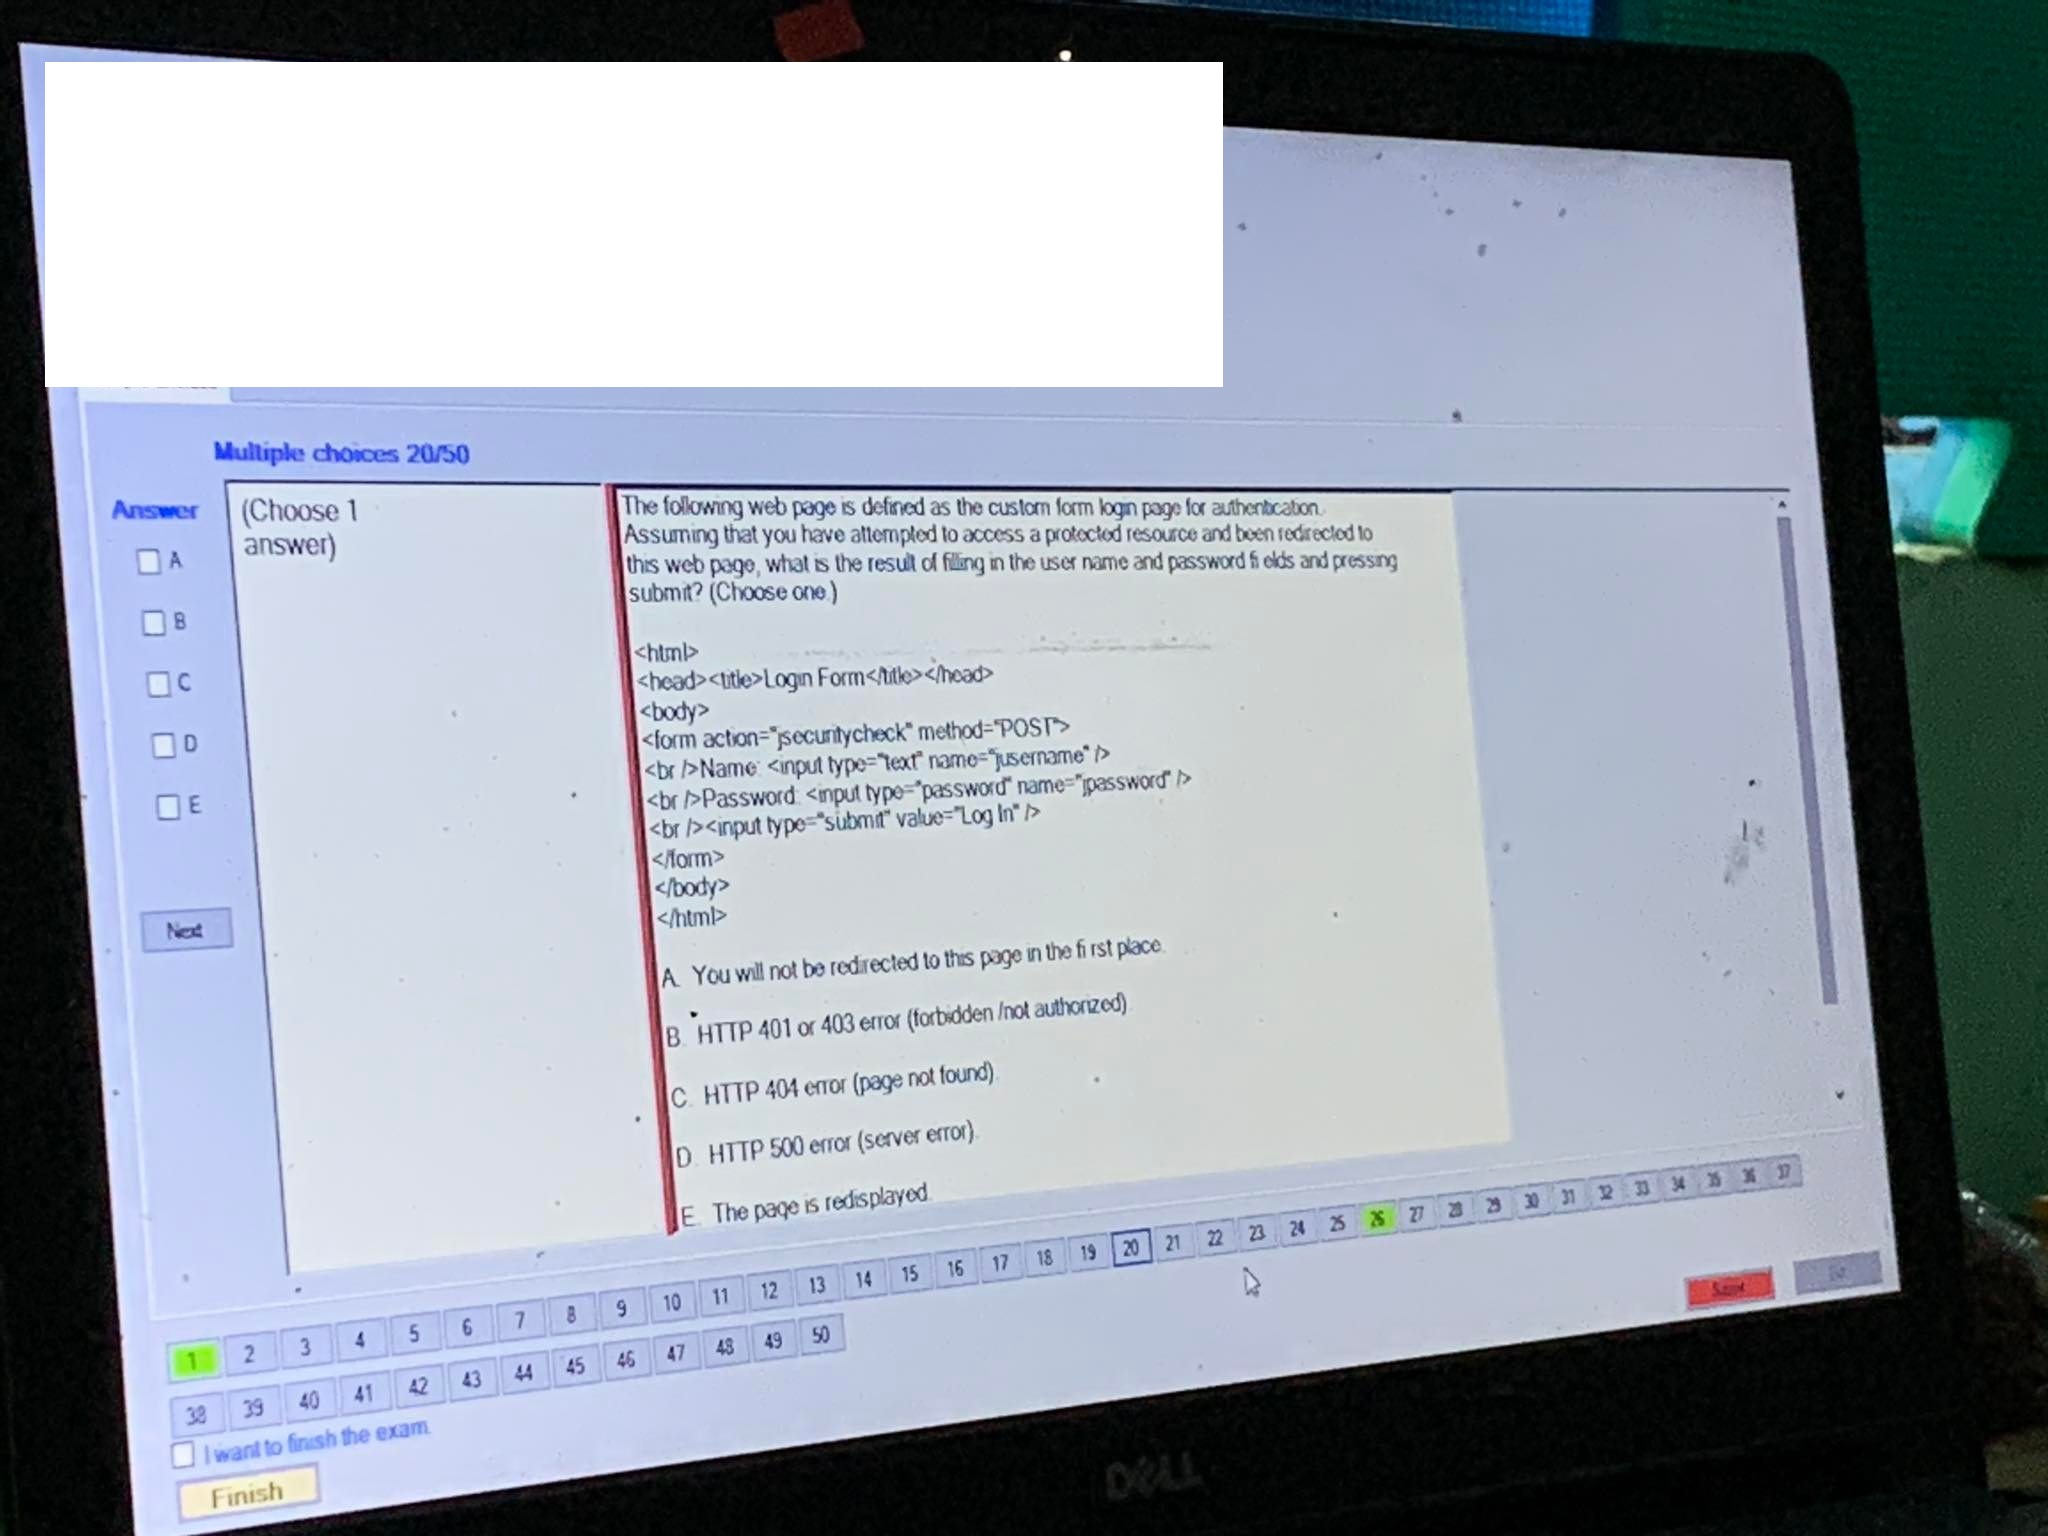 Multiple choices 20/50
Answer
A
B
C
D
E
Next
(Choose 1
answer)
The following web page is defined as the custom form login page for authentication.
Assuming that you have attempted to access a protected resource and been redirected to
this web page, what is the result of filling in the user name and password fi elds and pressing
submit? (Choose one.)
<html>
<head><title>Login Form</title></head>
<body>
<form action="jsecuritycheck" method="POST">
<br />Name: <input type="text" name="jusername" />
<br />Password: <input type="password" name="jpassword" />
<br /><input type="submit" value="Log In" />
</form>
</body>
</html>
A. You will not be redirected to this page in the fi rst place.
B. HTTP 401 or 403 error (forbidden /not authorized).
C. HTTP 404 error (page not found).
D. HTTP 500 error (server error).
E. The page is redisplayed.
1 2 3 4 5 6 7 8 9 10 11 12 13 14 15 16 17 18 19 20 21 22 23 24 25 26 27 28 29 30 31 32 33 34 35 36 37
38 39 40 41 42 43 44 45 46 47 48 49 50
I want to finish the exam.
Finish
DELL